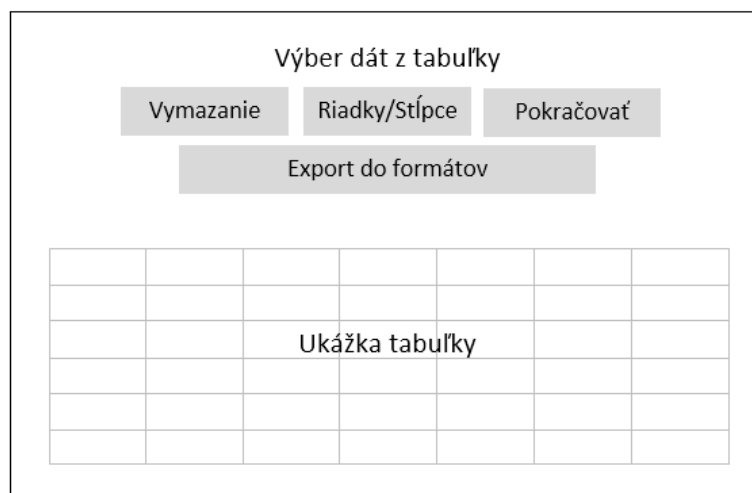 Výber dát z tabuľky
Vymazanie Riadky/Stĺpce Pokračovať
Export do formátov
Ukážka tabuľky